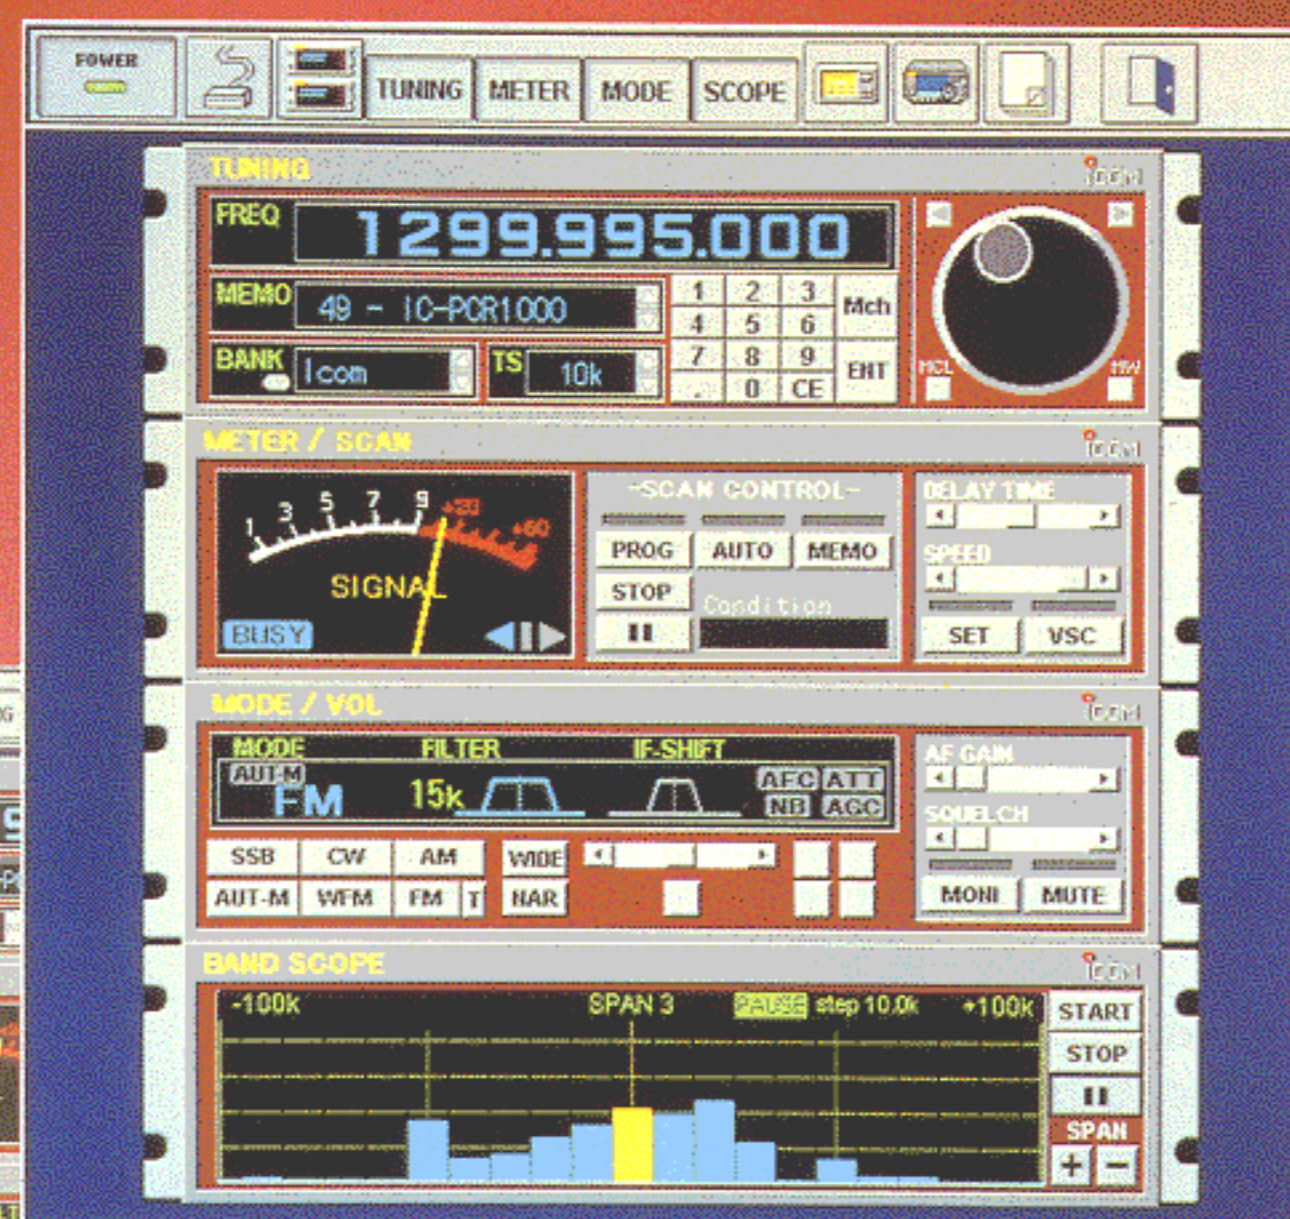 POWER
TUNING METER MODE SCOPE
TUNING
ICOM
FREQ 1299.995.000
MEMO 49 - IC-PCR1000
BANK Icom TS 10k
1 2 3 Mch
4 5 6
7 8 9 ENT
. 0 CE
MCL MW
METER / SCAN
ICOM
1 3 5 7 9 +20 +60
SIGNAL
BUSY
-SCAN CONTROL-
PROG AUTO MEMO
STOP
Condition
DELAY TIME
SPEED
SET VSC
MODE / VOL
ICOM
MODE FILTER IF-SHIFT
AUT-M
FM 15k
AFC ATT
NB AGC
SSB CW AM WIDE
AUT-M WFM FM T NAR
AF GAIN
SQUELCH
MONI MUTE
BAND SCOPE
ICOM
-100k SPAN 3 PAUSE step 10.0k +100k
START
STOP
SPAN
+ -